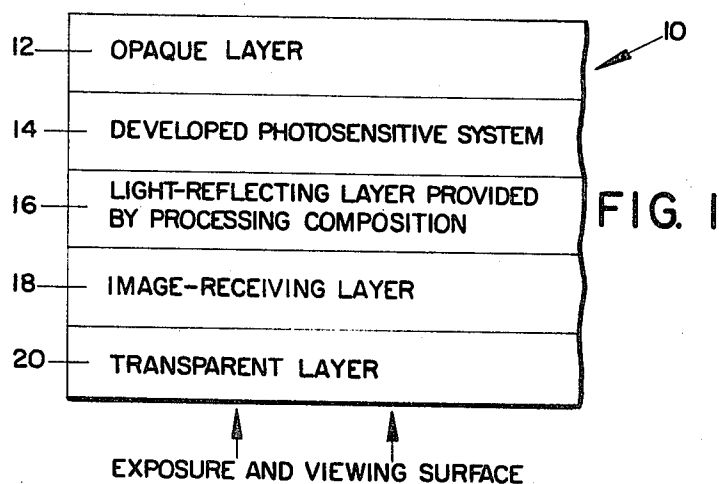 10
12 OPAQUE LAYER
14 DEVELOPED PHOTOSENSITIVE SYSTEM
16 LIGHT-REFLECTING LAYER PROVIDED
BY PROCESSING COMPOSITION
FIG. 1
18 IMAGE-RECEIVING LAYER
20 TRANSPARENT LAYER
EXPOSURE AND VIEWING SURFACE